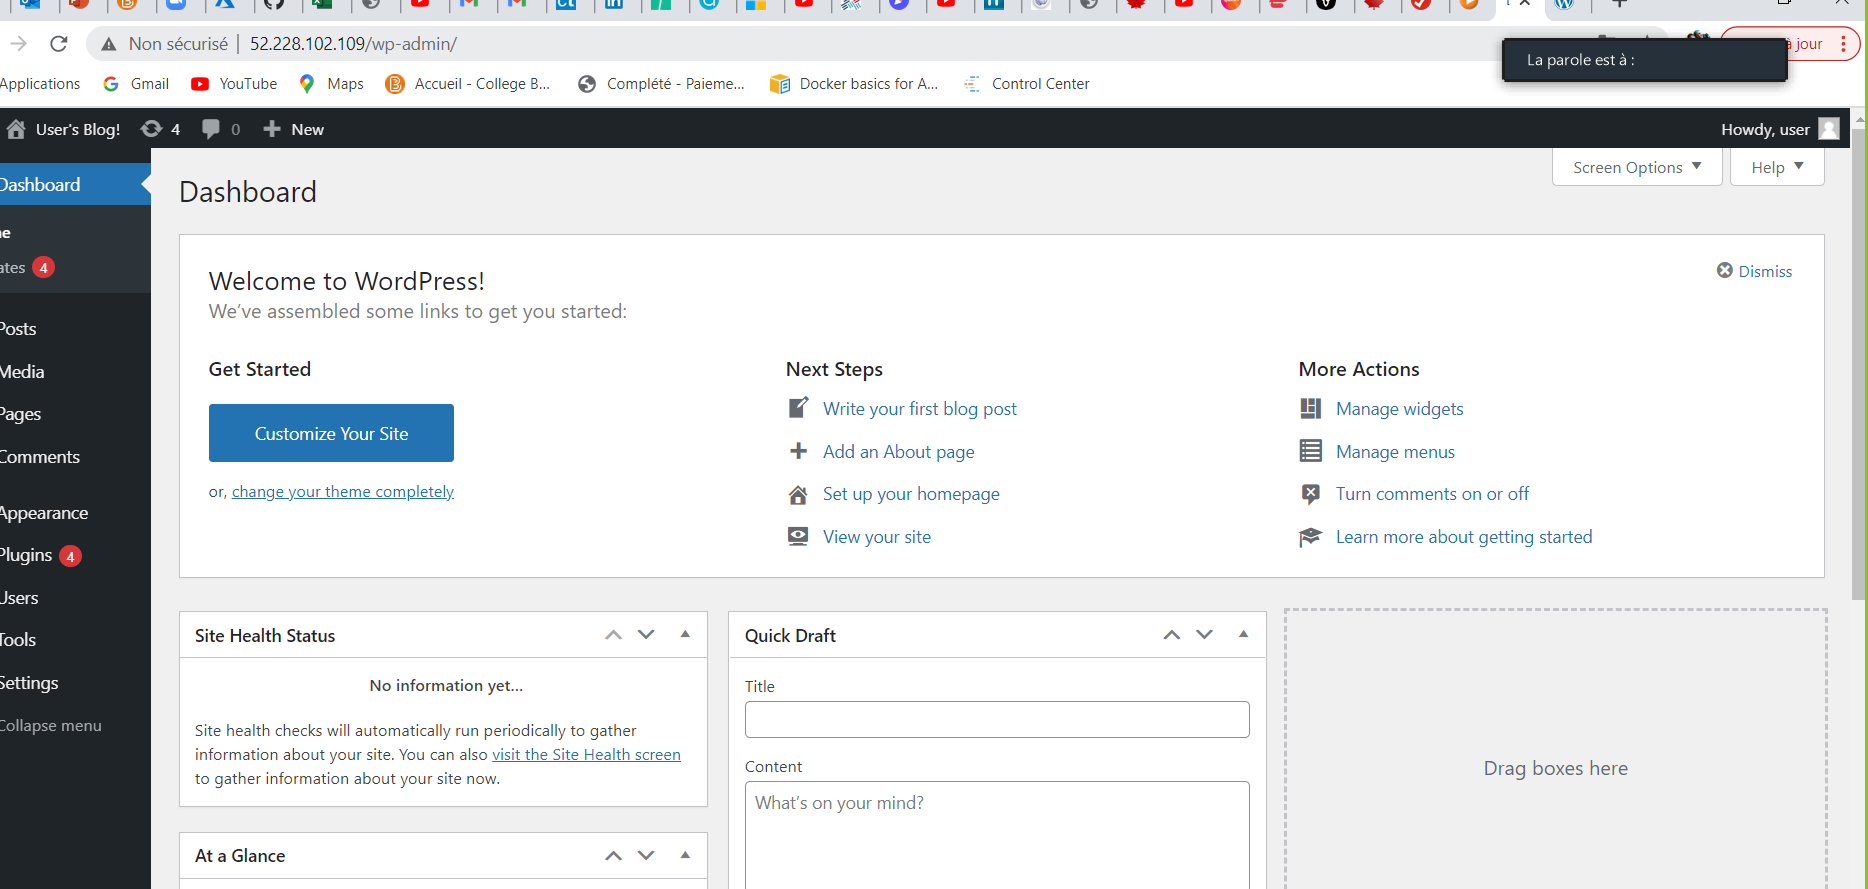 Non sécurisé | 52.228.102.109/wp-admin/
à jour
La parole est à :
Applications Gmail YouTube Maps Accueil - College B... Complété - Paieme... Docker basics for A... Control Center
User's Blog! 4 0 New
Howdy, user
Screen Options Help
Dashboard
ates 4
Posts
Media
Pages
Comments
Appearance
Plugins 4
Users
Tools
Settings
Collapse menu
Dashboard
Welcome to WordPress!
We've assembled some links to get you started:
Dismiss
Get Started
Customize Your Site
or, change your theme completely
Next Steps
Write your first blog post
Add an About page
Set up your homepage
View your site
More Actions
Manage widgets
Manage menus
Turn comments on or off
Learn more about getting started
Site Health Status
No information yet...
Site health checks will automatically run periodically to gather
information about your site. You can also visit the Site Health screen
to gather information about your site now.
At a Glance
Quick Draft
Title
Content
What's on your mind?
Drag boxes here